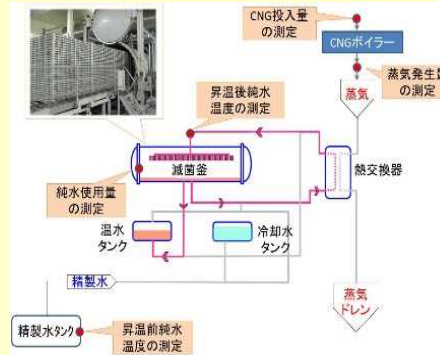 CNG投入量
の測定
CNGボイラー
蒸気発生量
の測定
蒸気
昇温後純水
温度の測定
滅菌釜
熱交換器
純水使用量
の測定
温水
タンク
冷却水
タンク
精製水
蒸気
ドレン
精製水タンク
昇温前純水
温度の測定